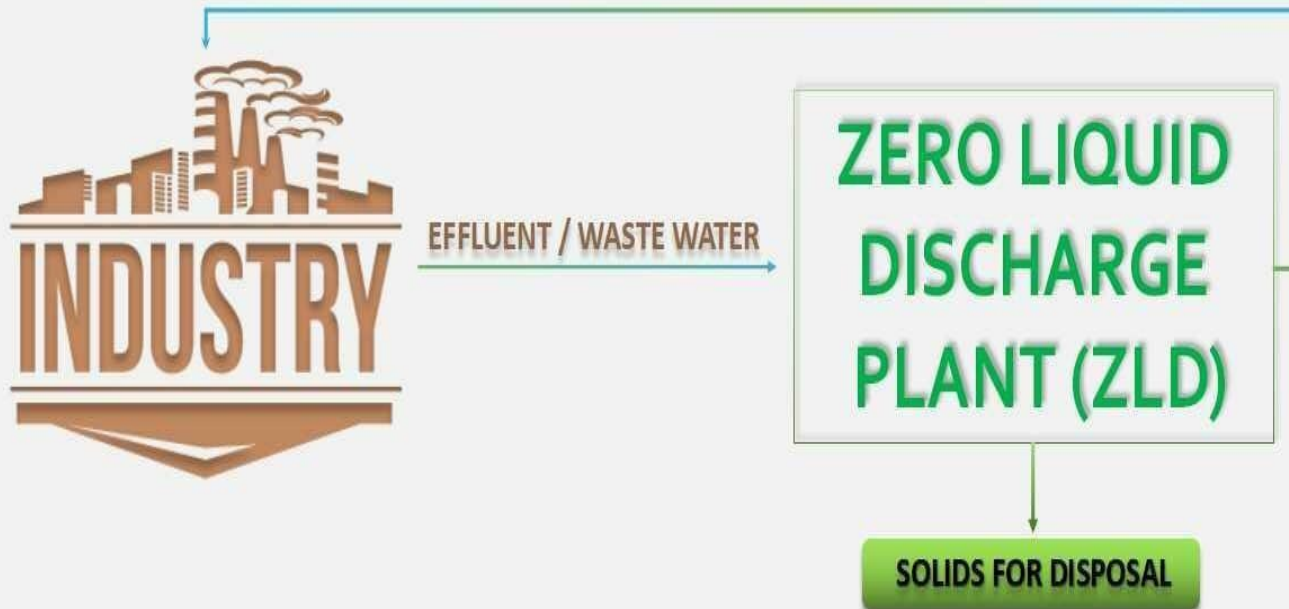 INDUSTRY
EFFLUENT / WASTE WATER
ZERO LIQUID
DISCHARGE
PLANT (ZLD)
SOLIDS FOR DISPOSAL